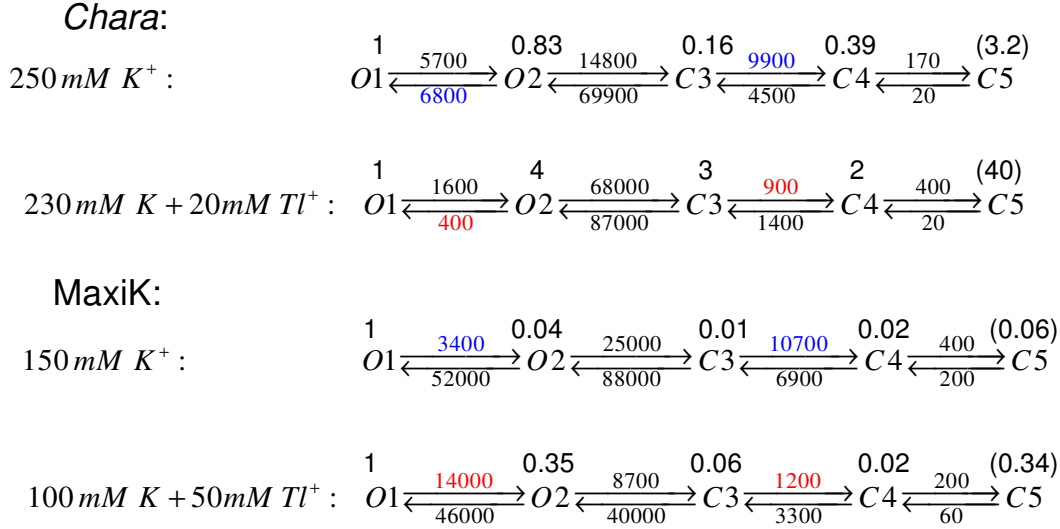 Chara:
1 5700 0.83 14800 0.16 9900 0.39 170 (3.2)
250 mM K+ : O1 O2 C3 C4 C5
6800 69900 4500 20
1 1600 4 68000 3 900 2 400 (40)
230 mM K + 20mM Tl+ : O1 O2 C3 C4 C5
400 87000 1400 20
MaxiK:
1 3400 0.04 25000 0.01 10700 0.02 400 (0.06)
150 mM K+ : O1 O2 C3 C4 C5
52000 88000 6900 200
1 14000 0.35 8700 0.06 1200 0.02 200 (0.34)
100 mM K + 50mM Tl+ : O1 O2 C3 C4 C5
46000 40000 3300 60